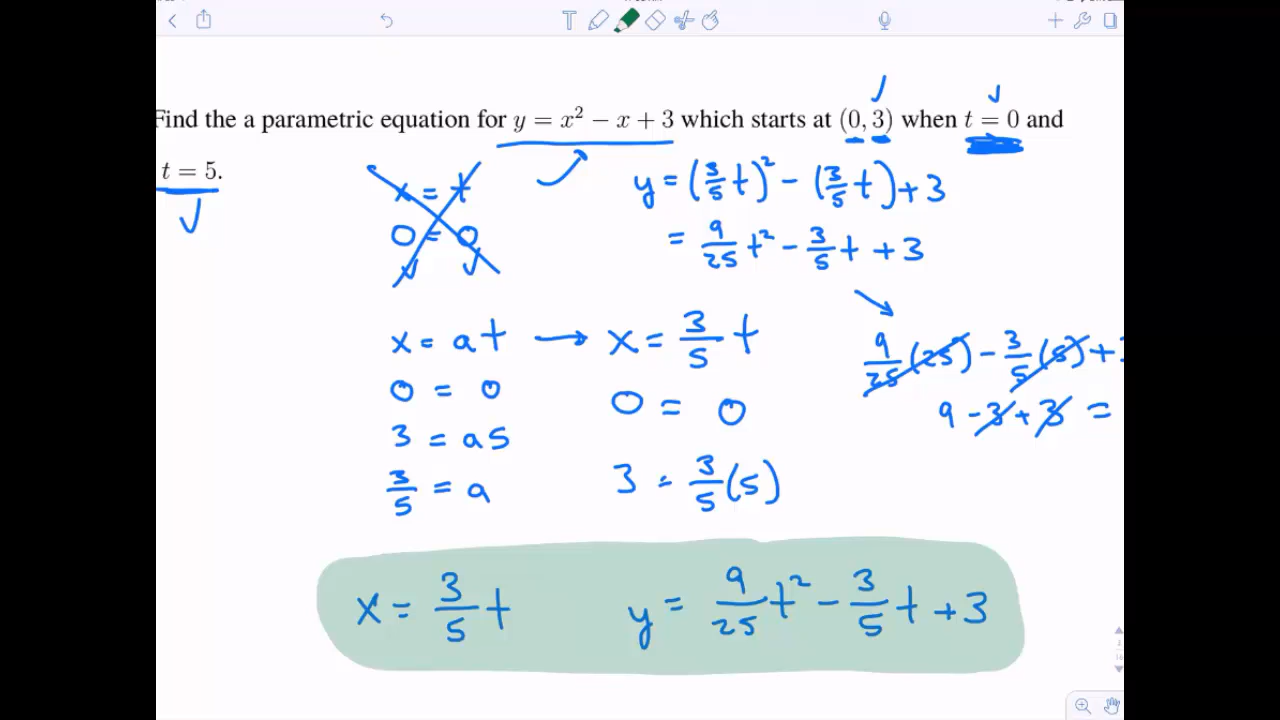 Find the a parametric equation for y = x² − x + 3 which starts at (0, 3) when t = 0 and
t = 5.
x = t
0 = 0
y = (3/5 t)² - (3/5 t) + 3
= 9/25 t² - 3/5 t + 3
x = at → x = 3/5 t
0 = 0
3 = a5
3/5 = a
0 = 0
3 = 3/5 (5)
9/25 (25) - 3/5 (5) +
9 - 3 + 3 =
x = 3/5 t
y = 9/25 t² - 3/5 t + 3